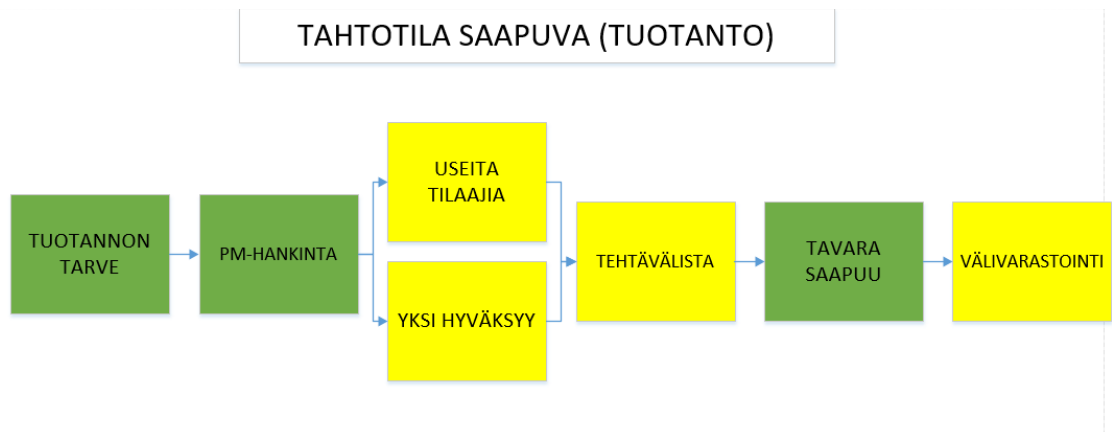 TAHTOTILA SAAPUVA (TUOTANTO)
TUOTANNON
TARVE
PM-HANKINTA
USEITA
TILAAJIA
YKSI HYVÄKSYY
TEHTÄVÄLISTA
TAVARA
SAAPUU
VÄLIVARASTOINTI